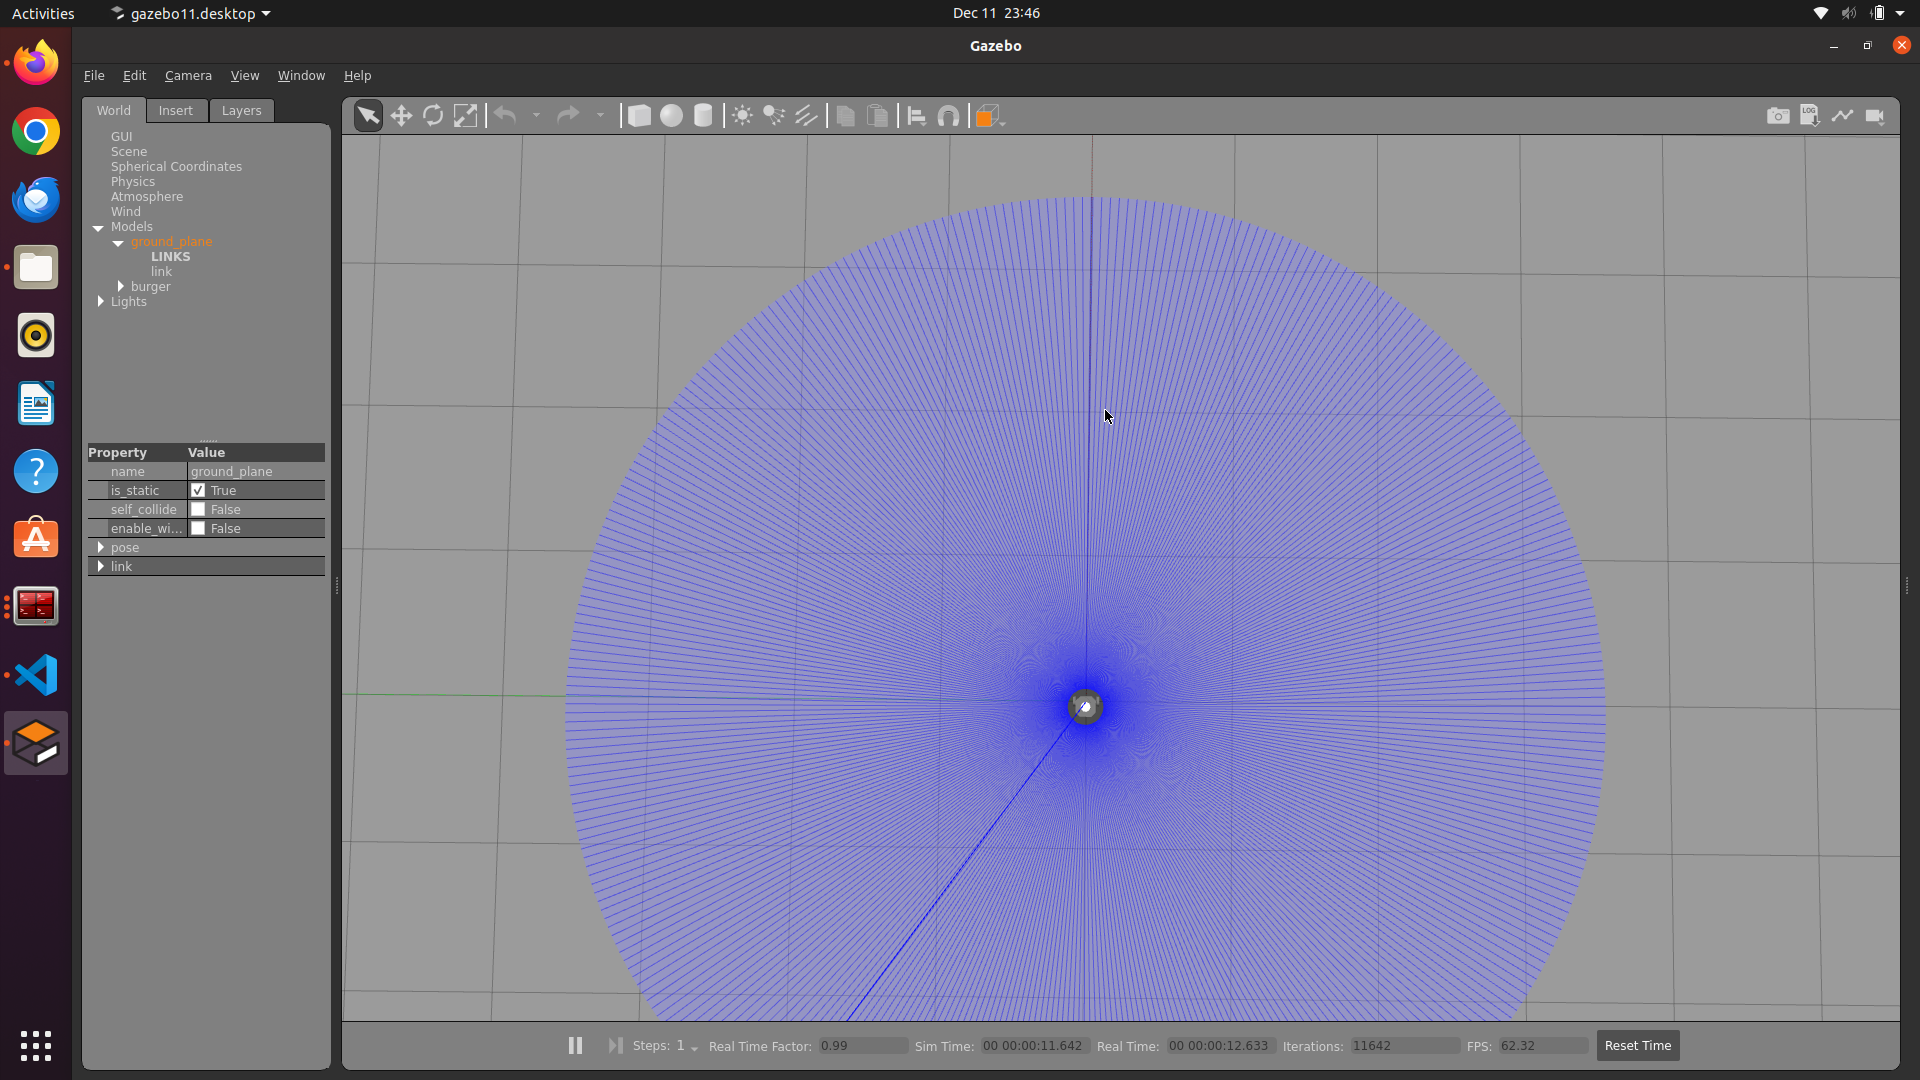 Activities gazebo11.desktop Dec 11 23:46
Gazebo
File Edit Camera View Window Help
World Insert Layers
GUI
Scene
Spherical Coordinates
Physics
Atmosphere
Wind
Models
ground_plane
LINKS
link
burger
Lights
Property Value
name ground_plane
is_static True
self_collide False
enable_wi... False
pose
link
LOG
Steps: 1 Real Time Factor: 0.99 Sim Time: 00 00:00:11.642 Real Time: 00 00:00:12.633 Iterations: 11642 FPS: 62.32 Reset Time